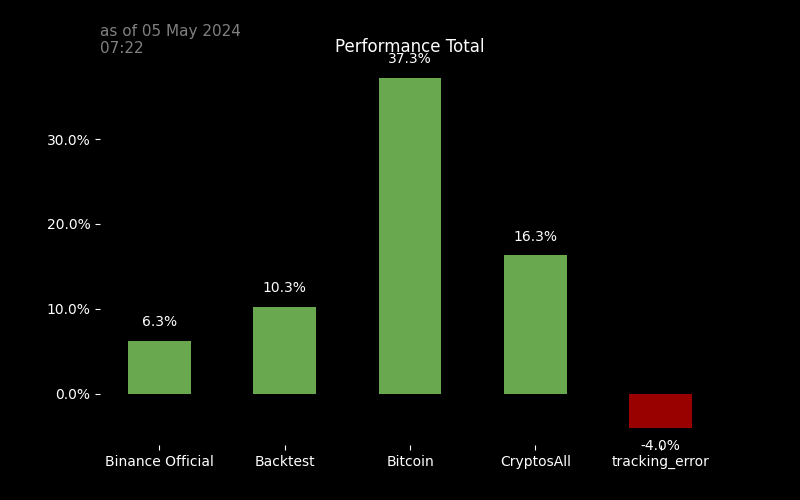 as of 05 May 2024
07:22
Performance Total
37.3%
30.0%
20.0%
16.3%
10.3%
10.0%
6.3%
0.0%
-4.0%
Binance Official
Backtest
Bitcoin
CryptosAll
tracking_error